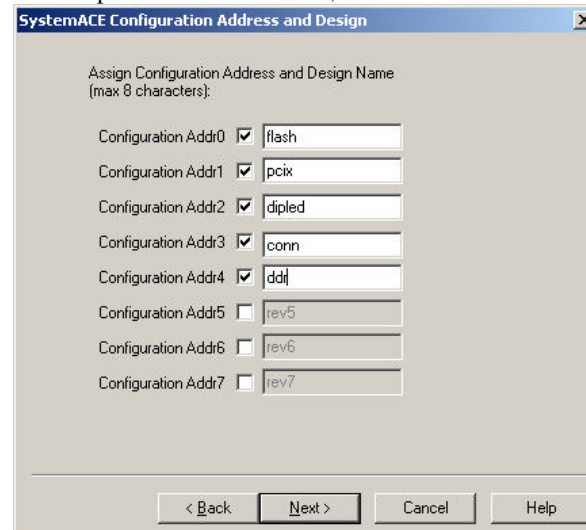 SystemACE Configuration Address and Design
Assign Configuration Address and Design Name
(max 8 characters):
Configuration Addr0 flash
Configuration Addr1 pcix
Configuration Addr2 dipled
Configuration Addr3 conn
Configuration Addr4 ddr
Configuration Addr5 rev5
Configuration Addr6 rev6
Configuration Addr7 rev7
< Back Next > Cancel Help